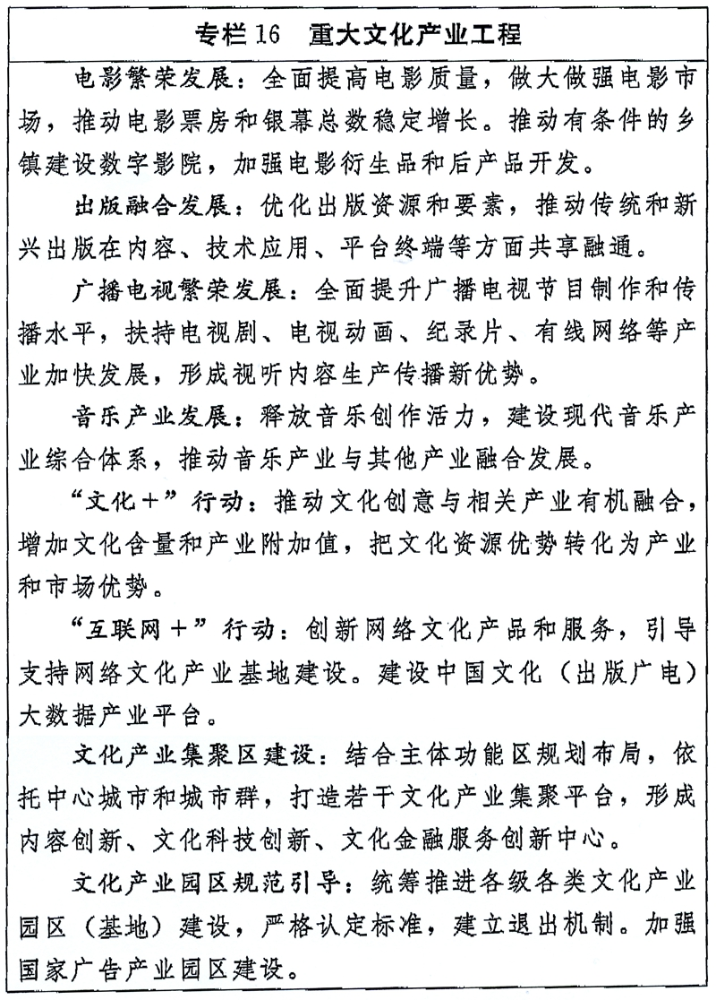 专栏16 重大文化产业工程
电影繁荣发展：全面提高电影质量，做大做强电影市
场，推动电影票房和银幕总数稳定增长。推动有条件的乡
镇建设数字影院，加强电影衍生品和后产品开发。
出版融合发展：优化出版资源和要素，推动传统和新
兴出版在内容、技术应用、平台终端等方面共享融通。
广播电视繁荣发展：全面提升广播电视节目制作和传
播水平，扶持电视剧、电视动画、纪录片、有线网络等产
业加快发展，形成视听内容生产传播新优势。
音乐产业发展：释放音乐创作活力，建设现代音乐产
业综合体系，推动音乐产业与其他产业融合发展。
“文化＋”行动：推动文化创意与相关产业有机融合，
增加文化含量和产业附加值，把文化资源优势转化为产业
和市场优势。
“互联网＋”行动：创新网络文化产品和服务，引导
支持网络文化产业基地建设。建设中国文化（出版广电）
大数据产业平台。
文化产业集聚区建设：结合主体功能区规划布局，依
托中心城市和城市群，打造若干文化产业集聚平台，形成
内容创新、文化科技创新、文化金融服务创新中心。
文化产业园区规范引导：统筹推进各级各类文化产业
园区（基地）建设，严格认定标准，建立退出机制。加强
国家广告产业园区建设。